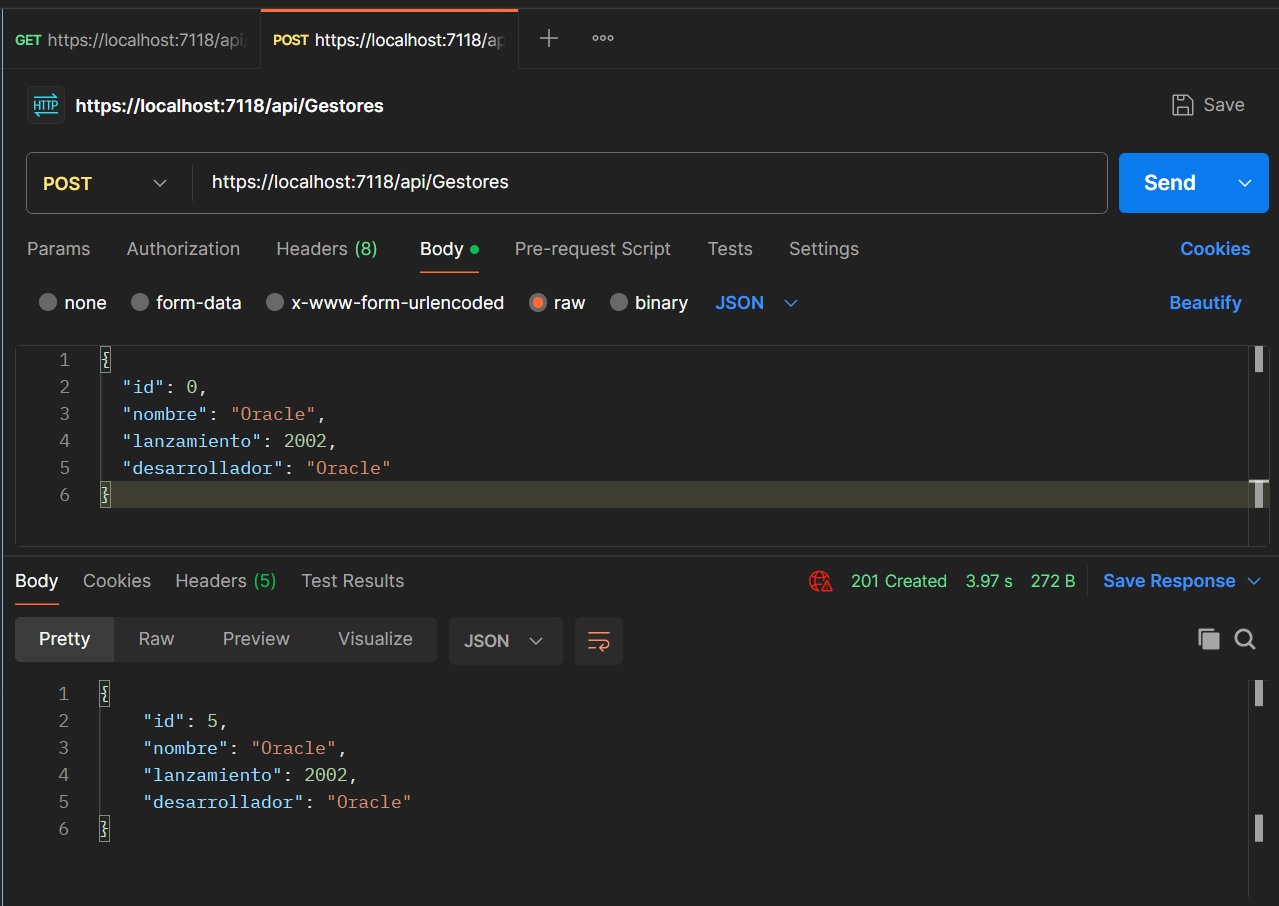 GET https://localhost:7118/api/ POST https://localhost:7118/ap
HTTP https://localhost:7118/api/Gestores Save
POST https://localhost:7118/api/Gestores Send
Params Authorization Headers (8) Body Pre-request Script Tests Settings Cookies
none form-data x-www-form-urlencoded raw binary JSON Beautify
1 {
2 "id": 0,
3 "nombre": "Oracle",
4 "lanzamiento": 2002,
5 "desarrollador": "Oracle"
6 }
Body Cookies Headers (5) Test Results 201 Created 3.97 s 272 B Save Response
Pretty Raw Preview Visualize JSON
1 {
2 "id": 5,
3 "nombre": "Oracle",
4 "lanzamiento": 2002,
5 "desarrollador": "Oracle"
6 }